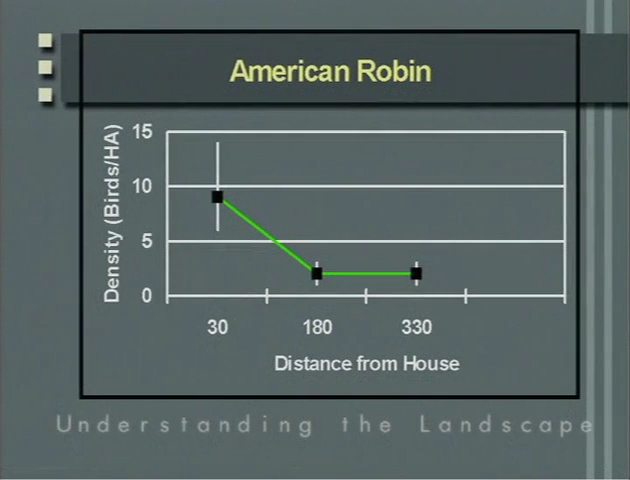 American Robin
Density (Birds/HA)
15
10
5
0
30 180 330
Distance from House
Understanding the Landscape